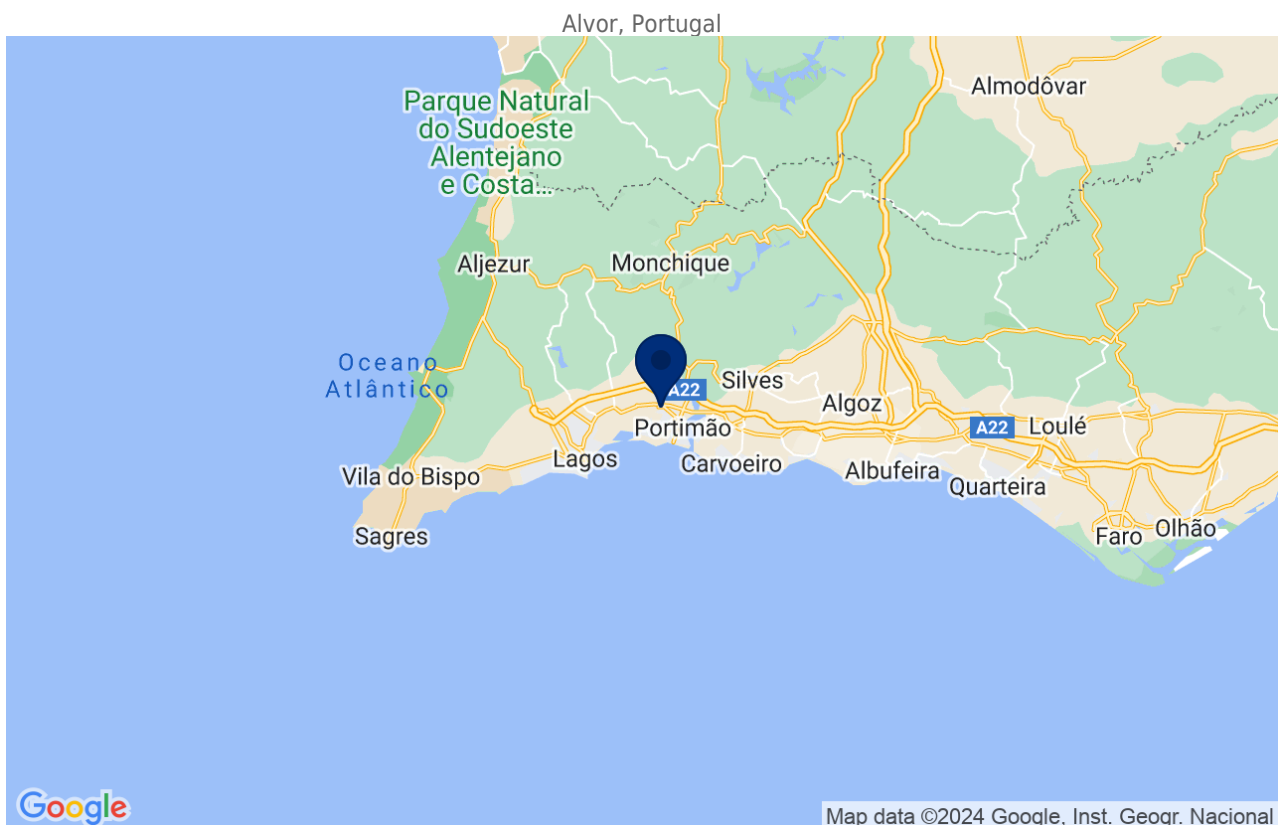 Alvor, Portugal
Almodôvar
Parque Natural
do Sudoeste
Alentejano
e Costa...
Aljezur
Monchique
Oceano
Atlântico
A22
Silves
Algoz
Portimão
A22
Loulé
Lagos
Carvoeiro
Albufeira
Vila do Bispo
Quarteira
Sagres
Faro
Olhão
Google
Map data ©2024 Google, Inst. Geogr. Nacional